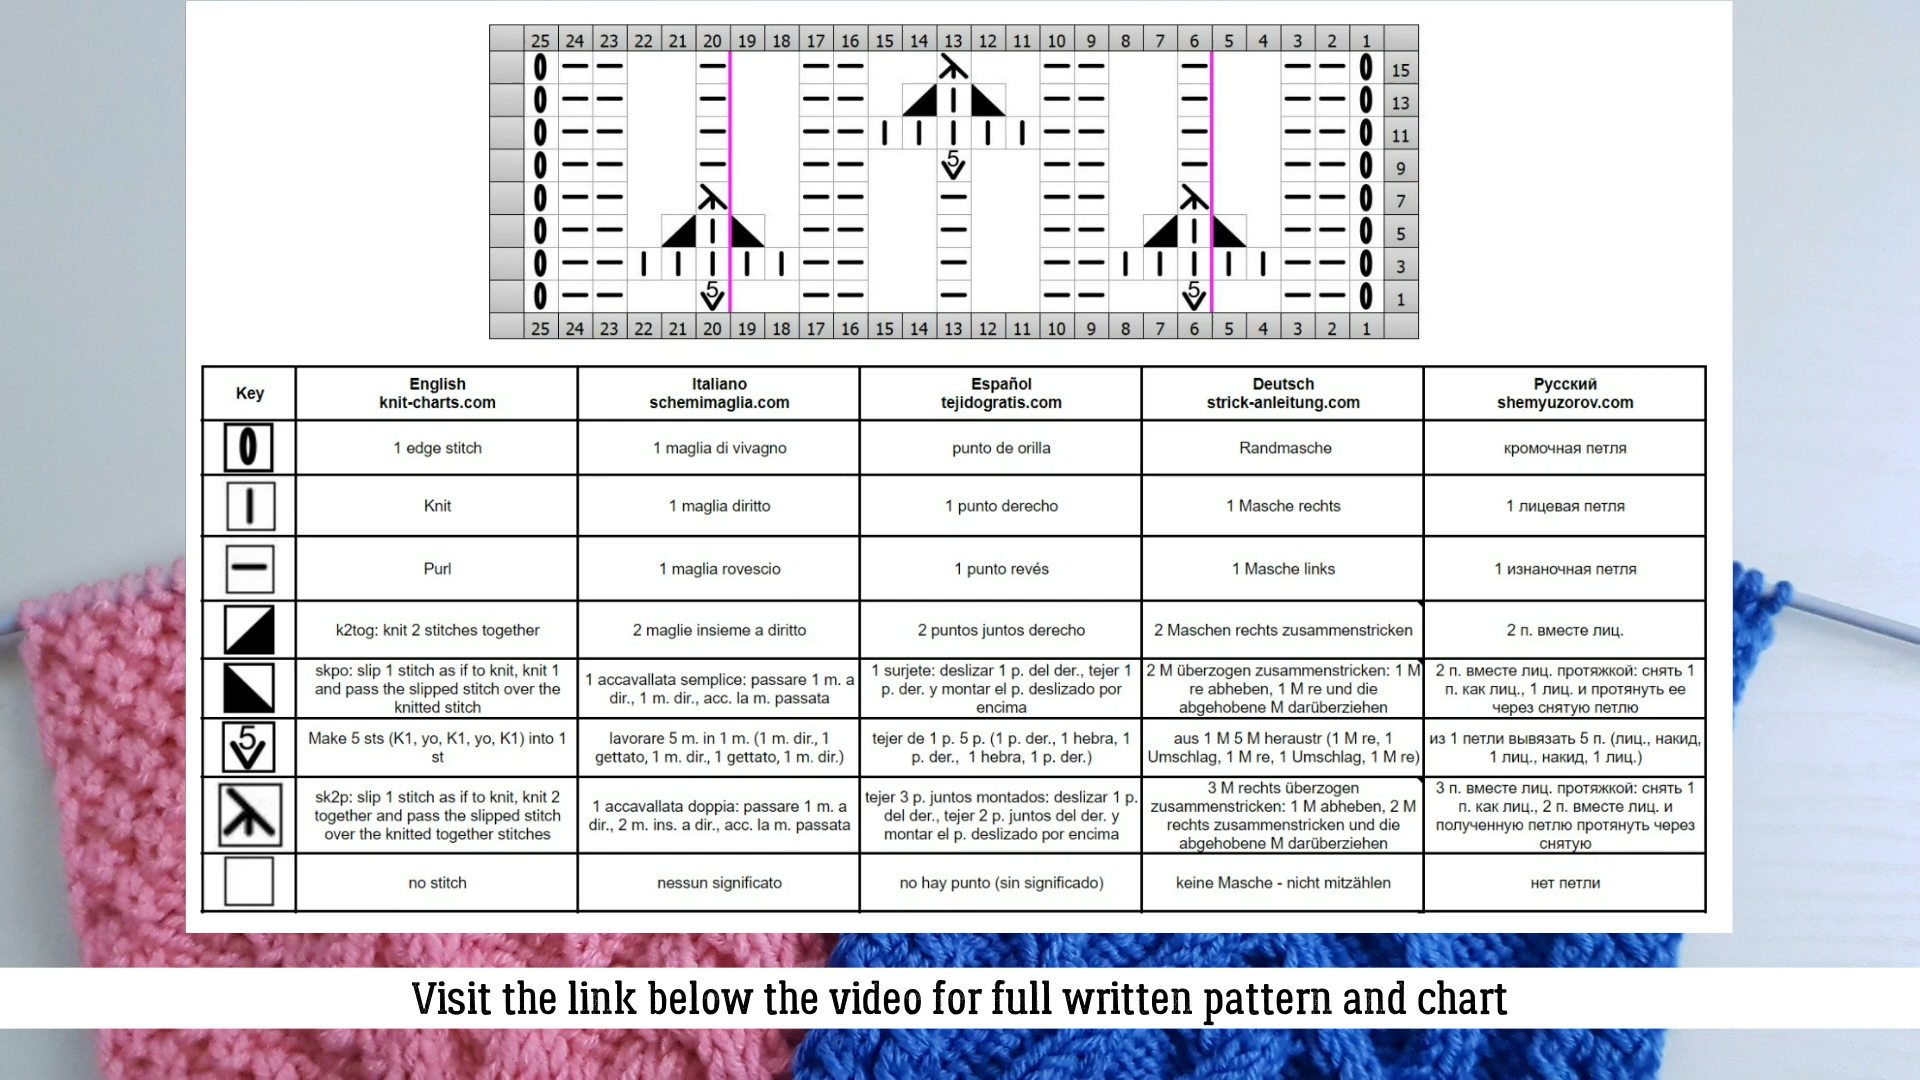 25 24 23 22 21 20 19 18 17 16 15 14 13 12 11 10 9 8 7 6 5 4 3 2 1
15
13
11
5
9
7
5
3
5 5
1
25 24 23 22 21 20 19 18 17 16 15 14 13 12 11 10 9 8 7 6 5 4 3 2 1
Key
English
knit-charts.com
Italiano
schemimaglia.com
Español
tejidogratis.com
Deutsch
strick-anleitung.com
Русский
shemyuzorov.com
1 edge stitch
1 maglia di vivagno
punto de orilla
Randmasche
кромочная петля
Knit
1 maglia diritto
1 punto derecho
1 Masche rechts
1 лицевая петля
Purl
1 maglia rovescio
1 punto revés
1 Masche links
1 изнаночная петля
k2tog: knit 2 stitches together
2 maglie insieme a diritto
2 puntos juntos derecho
2 Maschen rechts zusammenstricken
2 п. вместе лиц.
skpo: slip 1 stitch as if to knit, knit 1
and pass the slipped stitch over the
knitted stitch
1 accavallata semplice: passare 1 m. a
dir., 1 m. dir., acc. la m. passata
1 surjete: deslizar 1 p. del der., tejer 1
p. der. y montar el p. deslizado por
encima
2 M überzogen zusammenstricken: 1 M
re abheben, 1 M re und die
abgehobene M darüberziehen
2 п. вместе лиц. протяжкой: снять 1
п. как лиц., 1 лиц. и протянуть ее
через снятую петлю
5
Make 5 sts (K1, yo, K1, yo, K1) into 1
st
lavorare 5 m. in 1 m. (1 m. dir., 1
gettato, 1 m. dir., 1 gettato, 1 m. dir.)
tejer de 1 p. 5 p. (1 p. der., 1 hebra, 1
p. der., 1 hebra, 1 p. der.)
aus 1 M 5 M heraustr (1 M re, 1
Umschlag, 1 M re, 1 Umschlag, 1 M re)
из 1 петли вывязать 5 п. (лиц., накид,
1 лиц., накид, 1 лиц.)
sk2p: slip 1 stitch as if to knit, knit 2
together and pass the slipped stitch
over the knitted together stitches
1 accavallata doppia: passare 1 m. a
dir., 2 m. ins. a dir., acc. la m. passata
tejer 3 p. juntos montados: deslizar 1 p.
del der., tejer 2 p. juntos del der. y
montar el p. deslizado por encima
3 M rechts überzogen
zusammenstricken: 1 M abheben, 2 M
rechts zusammenstricken und die
abgehobene M darüberziehen
3 п. вместе лиц. протяжкой: снять 1
п. как лиц., 2 п. вместе лиц. и
полученную петлю протянуть через
снятую
no stitch
nessun significato
no hay punto (sin significado)
keine Masche - nicht mitzählen
нет петли
Visit the link below the video for full written pattern and chart